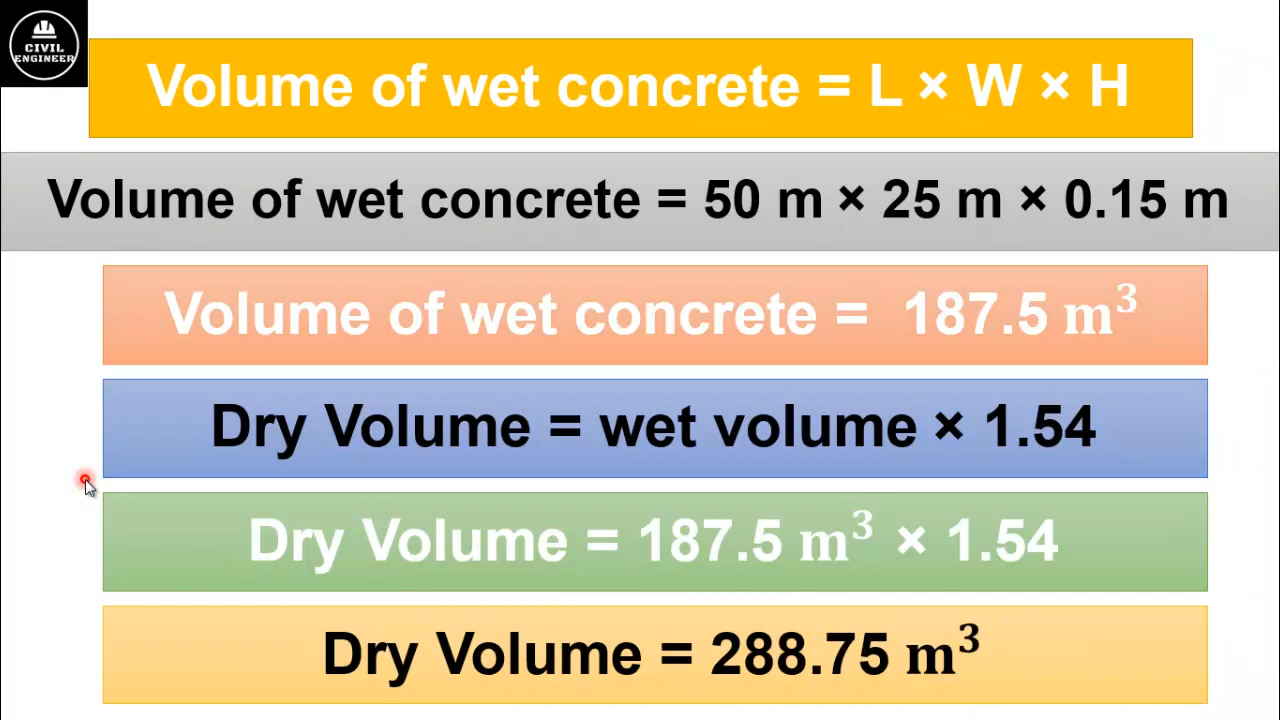 CIVIL
ENGINEER
Volume of wet concrete = L × W × H
Volume of wet concrete = 50 m × 25 m × 0.15 m
Volume of wet concrete = 187.5 m³
Dry Volume = wet volume × 1.54
Dry Volume = 187.5 m³ × 1.54
Dry Volume = 288.75 m³